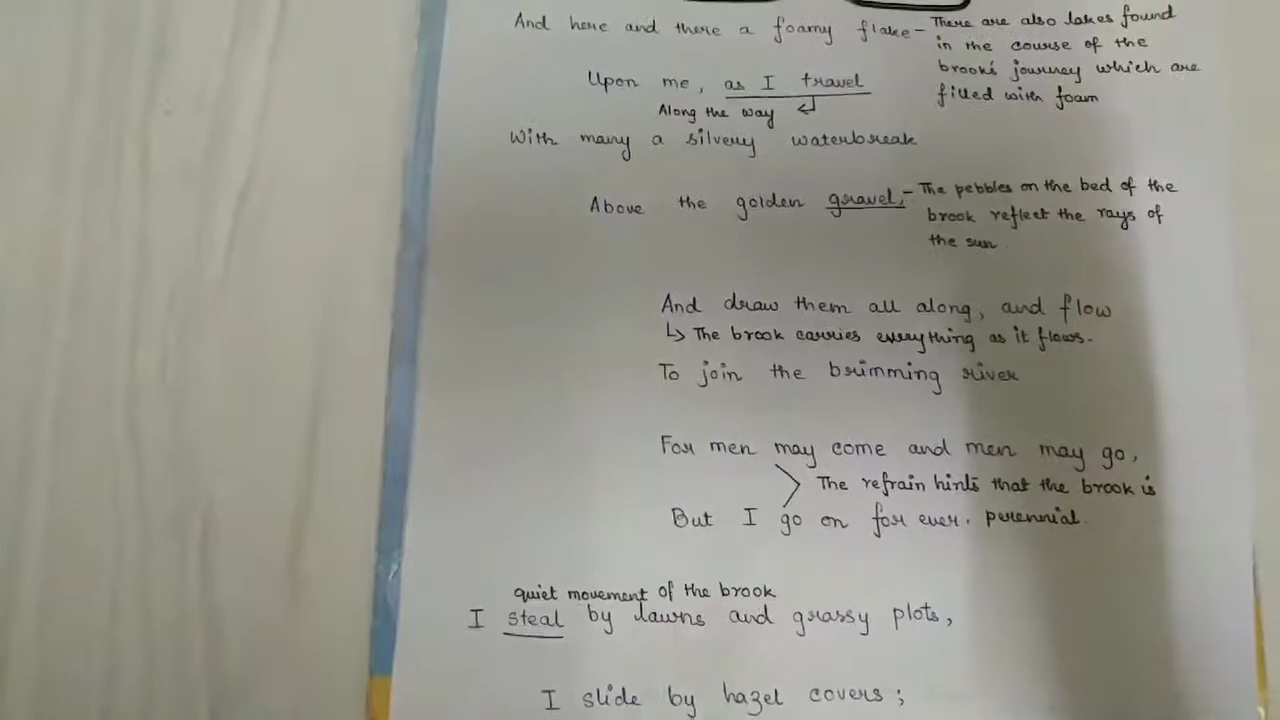 And here and there a foamy flake - There are also lakes found
in the course of the
brook's journey which are
filled with foam
Upon me, as I travel
Along the way
With many a silvery waterbreak
Above the golden gravel, - The pebbles on the bed of the
brook reflect the rays of
the sun.
And draw them all along, and flow
↳ The brook carries everything as it flows.
To join the brimming river
For men may come and men may go,
The refrain hints that the brook is
But I go on for ever. perennial.
quiet movement of the brook
I steal by lawns and grassy plots,
I slide by hazel covers;